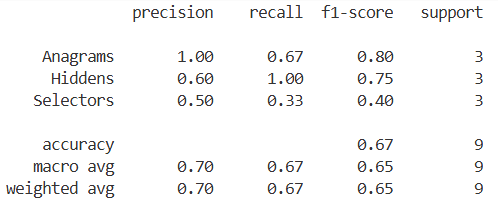 precision recall f1-score support
Anagrams 1.00 0.67 0.80 3
Hiddens 0.60 1.00 0.75 3
Selectors 0.50 0.33 0.40 3
accuracy 0.67 9
macro avg 0.70 0.67 0.65 9
weighted avg 0.70 0.67 0.65 9